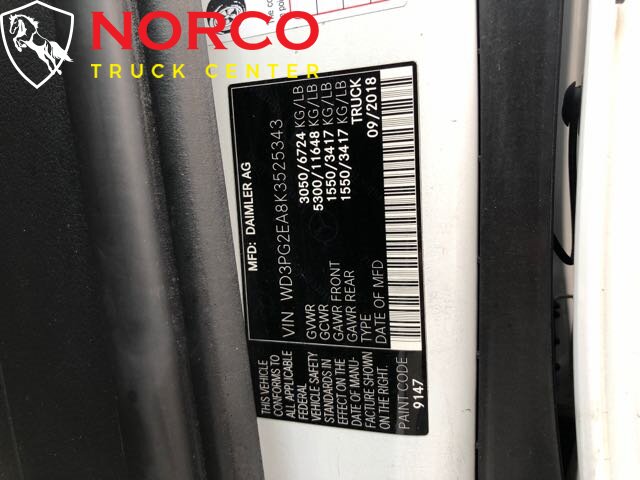 NORCO
TRUCK CENTER
MFD: DAIMLER AG
VIN WD3PG2EA8K3525343
GVWR 3050/6724 KG/LB
GCWR 5300/11648 KG/LB
GAWR FRONT 1550/3417 KG/LB
GAWR REAR 1550/3417 KG/LB
TYPE TRUCK
DATE OF MFD 09/2018
THIS VEHICLE
CONFORMS TO
ALL APPLICABLE
FEDERAL
VEHICLE SAFETY
STANDARDS IN
EFFECT ON THE
DATE OF MANU-
FACTURE SHOWN
ON THE RIGHT.
PAINT CODE
9147